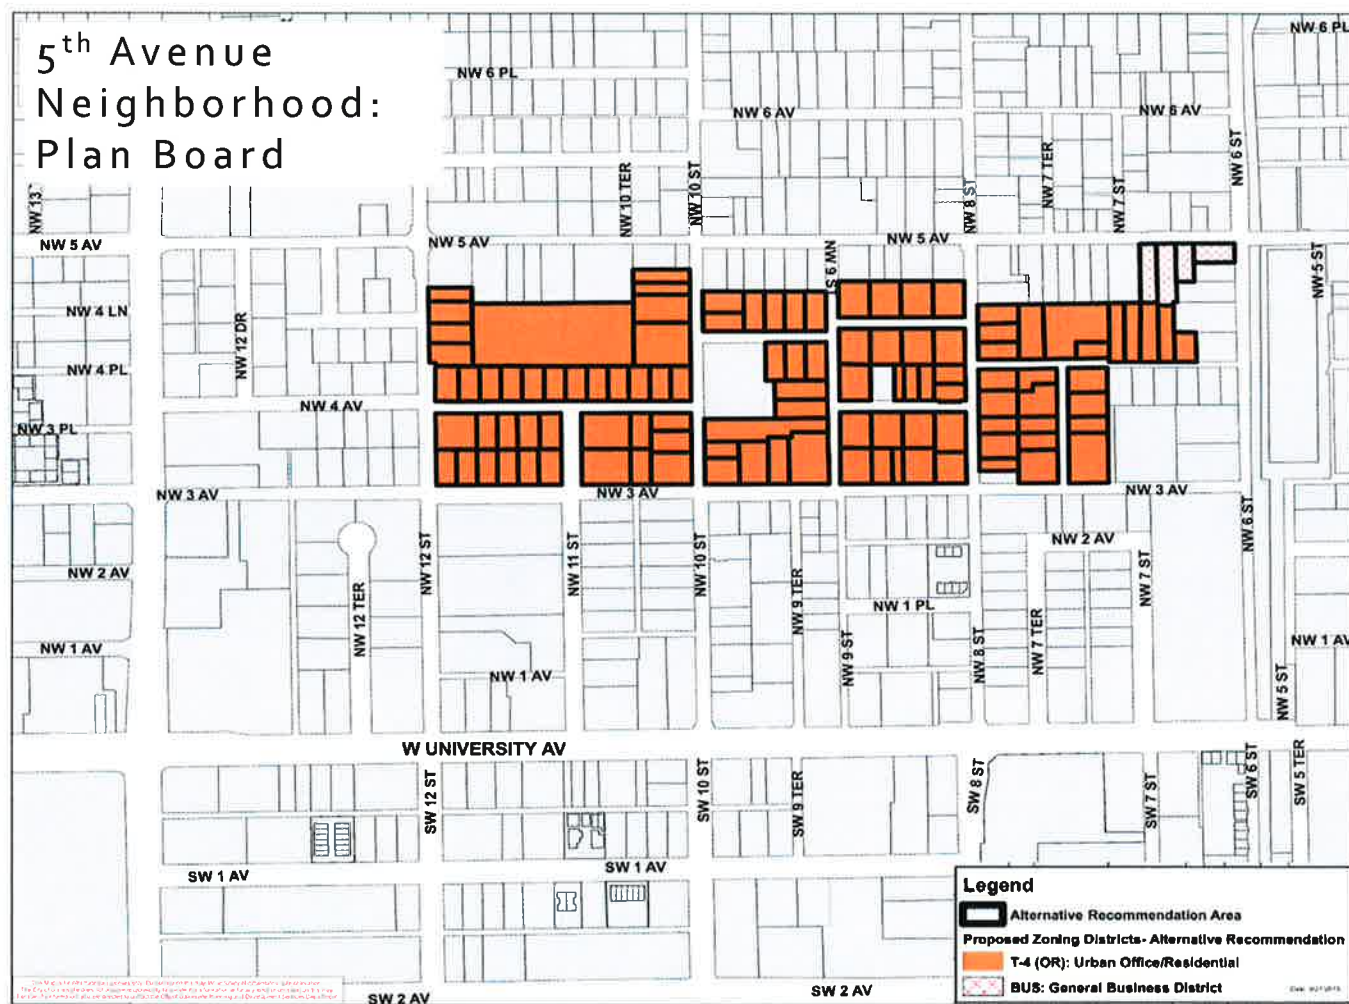 5th Avenue
Neighborhood:
Plan Board
NW 6 PL
NW 6 PL
NW 6 AV
NW 6 AV
NW 13
NW 10 TER
NW 10 ST
NW 8 ST
NW 7 TER
NW 7 ST
NW 6 ST
NW 5 AV
NW 5 AV
NW 5 AV
NW 9 S
NW 5 ST
NW 4 LN
NW 12 DR
NW 4 PL
NW 4 AV
NW 3 PL
NW 3 AV
NW 3 AV
NW 3 AV
NW 12 ST
NW 11 ST
NW 10 ST
NW 2 AV
NW 6 ST
NW 2 AV
NW 12 TER
NW 9 TER
NW 7 ST
NW 1 PL
NW 1 AV
NW 9 ST
NW 8 ST
NW 7 TER
NW 1 AV
NW 1 AV
NW 5 ST
W UNIVERSITY AV
SW 12 ST
SW 10 ST
SW 9 TER
SW 8 ST
SW 7 ST
SW 6 ST
SW 5 TER
SW 1 AV
SW 1 AV
SW 2 AV
SW 2 AV
Legend
Alternative Recommendation Area
Proposed Zoning Districts- Alternative Recommendation
T-4 (OR): Urban Office/Residential
BUS: General Business District